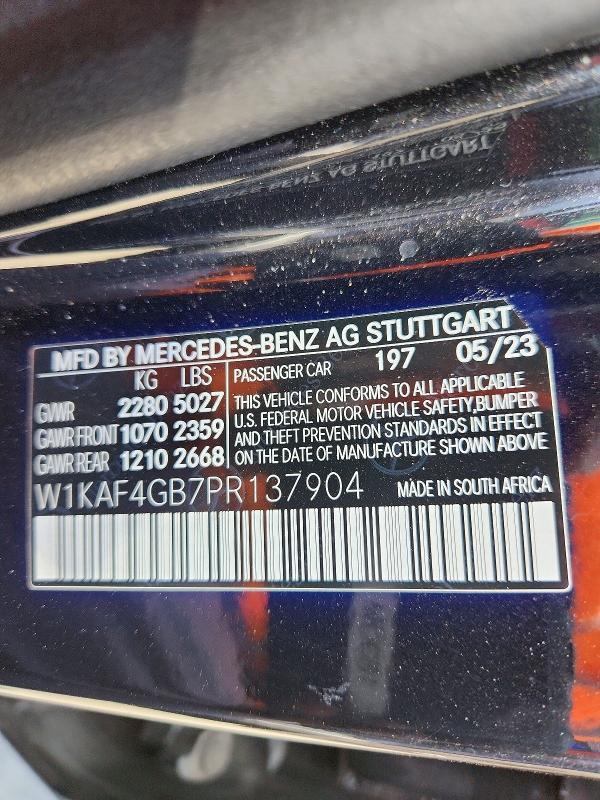 MFD BY MERCEDES-BENZ AG STUTTGART
KG LBS
GVWR 2280 5027
GAWR FRONT 1070 2359
GAWR REAR 1210 2668
PASSENGER CAR 197 05/23
THIS VEHICLE CONFORMS TO ALL APPLICABLE
U.S. FEDERAL MOTOR VEHICLE SAFETY,BUMPER
AND THEFT PREVENTION STANDARDS IN EFFECT
ON THE DATE OF MANUFACTURE SHOWN ABOVE
W1KAF4GB7PR137904 MADE IN SOUTH AFRICA